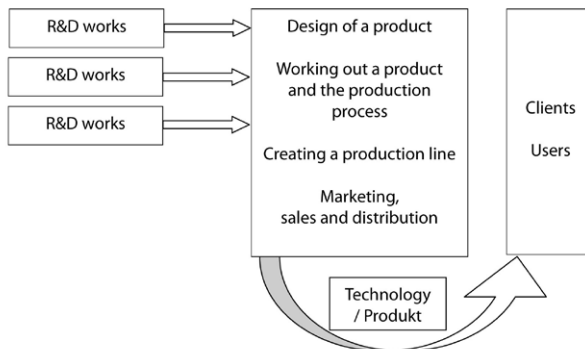 R&D works
R&D works
R&D works
Design of a product
Working out a product
and the production
process
Creating a production line
Marketing,
sales and distribution
Clients
Users
Technology
/ Produkt